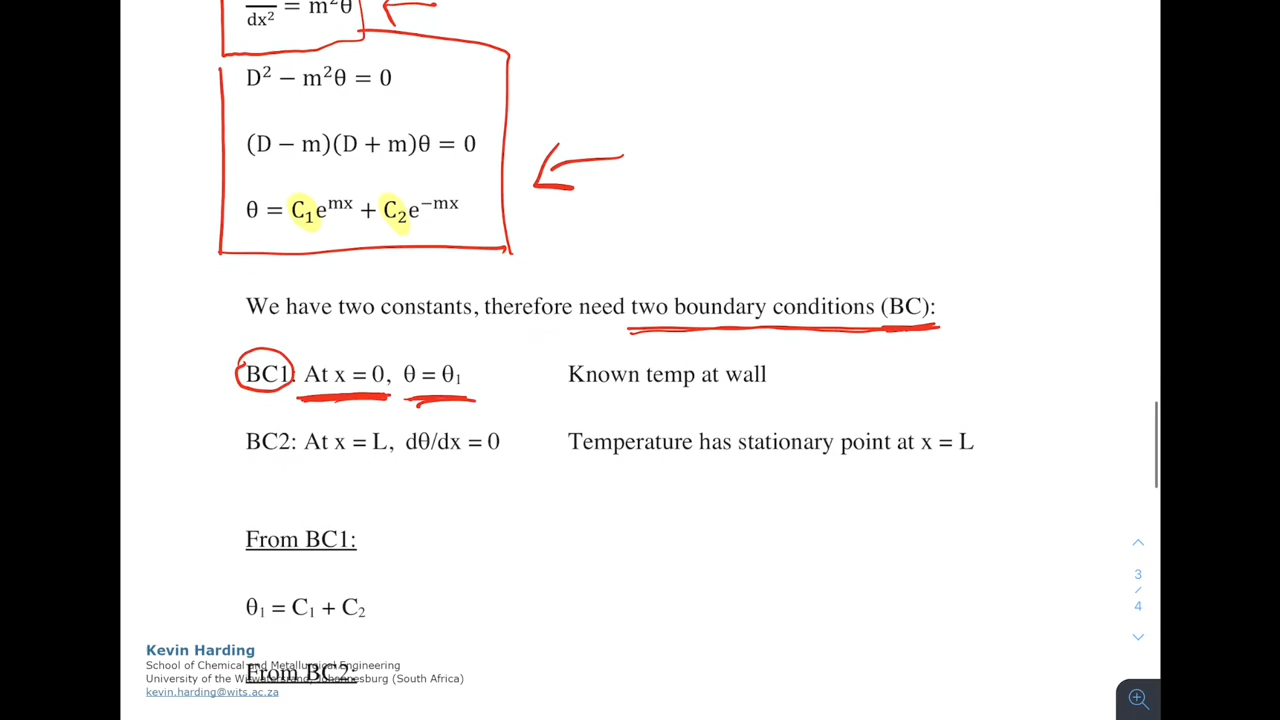 dx² = m²θ
D² − m²θ = 0
(D − m)(D + m)θ = 0
θ = C₁eᵐˣ + C₂e⁻ᵐˣ
We have two constants, therefore need two boundary conditions (BC):
BC1: At x = 0, θ = θ₁ Known temp at wall
BC2: At x = L, dθ/dx = 0 Temperature has stationary point at x = L
From BC1:
θ₁ = C₁ + C₂
Kevin Harding
School of Chemical and Metallurgical Engineering
From BC2:
University of the Witwatersrand, Johannesburg (South Africa)
kevin.harding@wits.ac.za
3
/
4